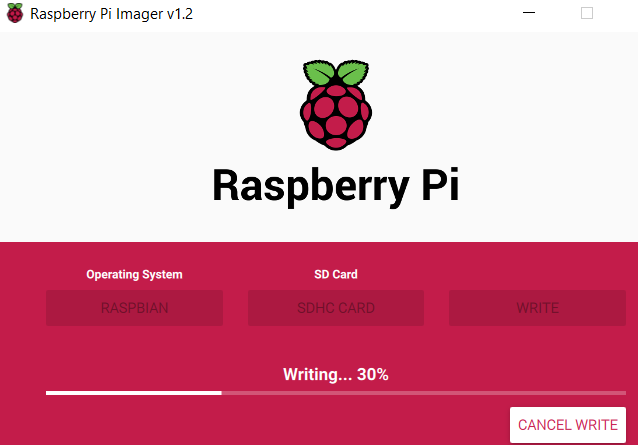 Raspberry Pi Imager v1.2
Raspberry Pi
Operating System SD Card
RASPBIAN SDHC CARD WRITE
Writing... 30%
CANCEL WRITE